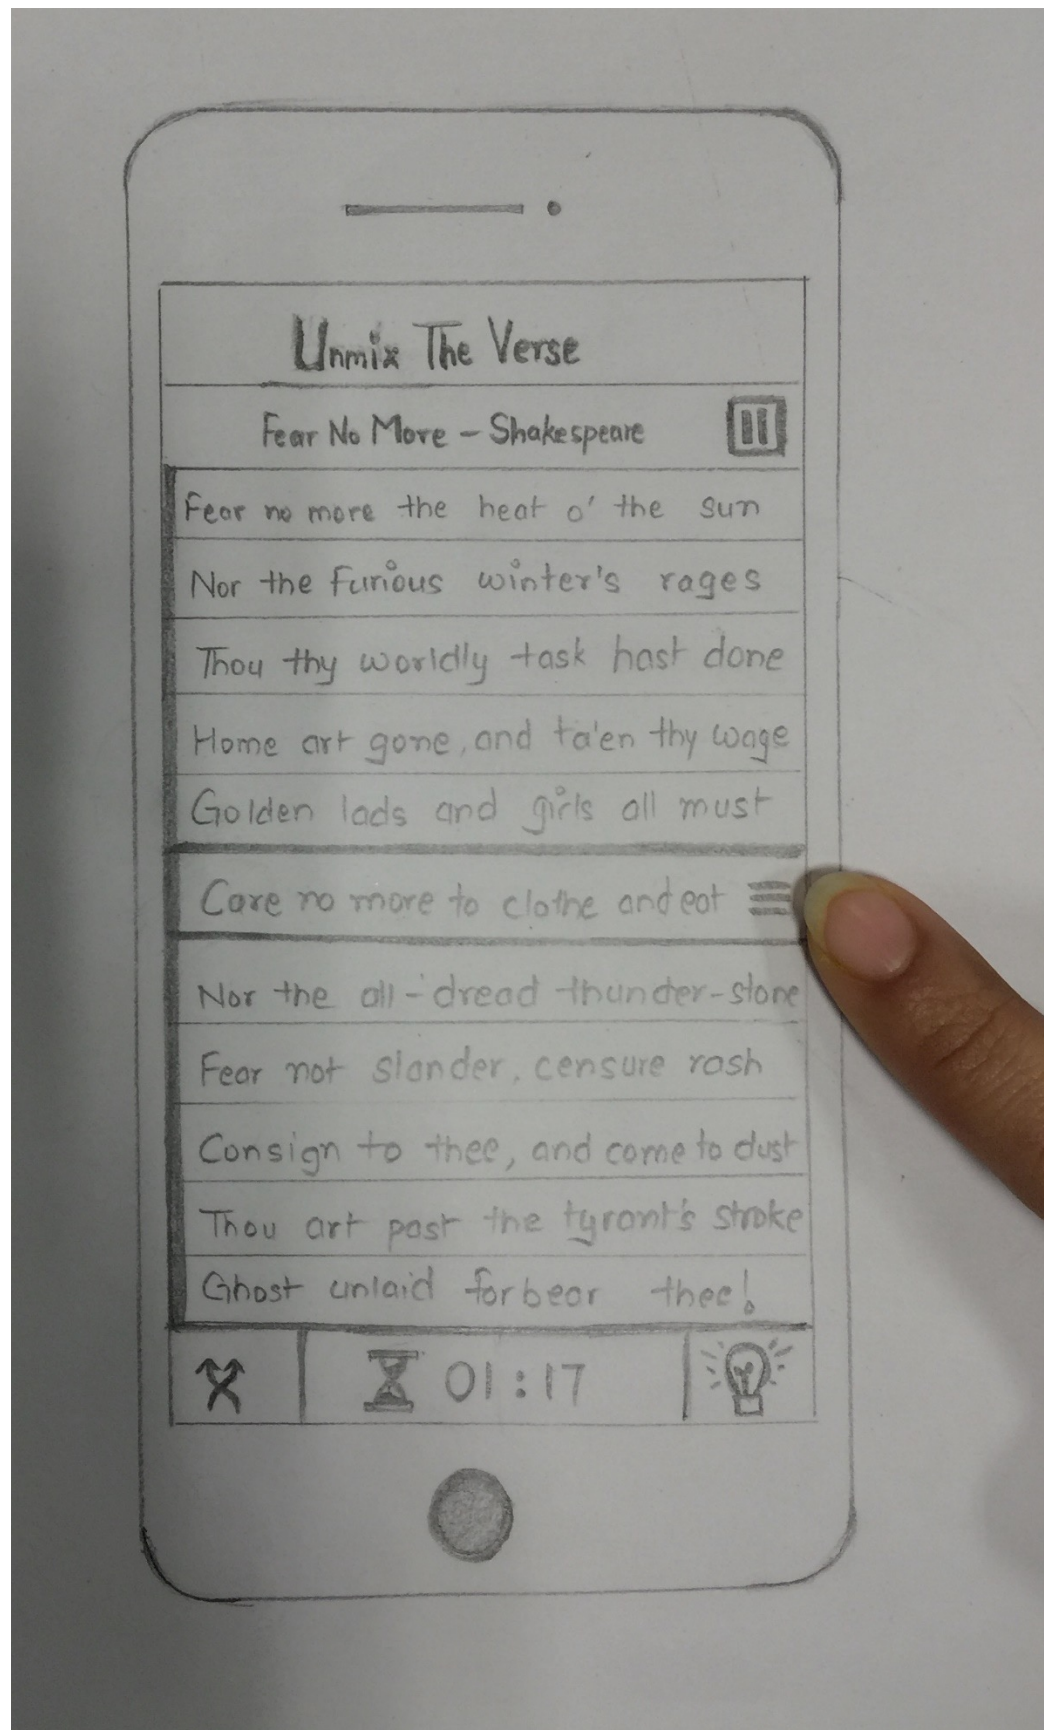 Unmix The Verse
Fear No More - Shakespeare
Fear no more the heat o' the sun
Nor the furious winter's rages
Thou thy worldly task hast done
Home art gone, and ta'en thy wage
Golden lads and girls all must
Care no more to clothe and eat
Nor the all-dread thunder-stone
Fear not slander, censure rash
Consign to thee, and come to dust
Thou art past the tyrant's stroke
Ghost unlaid forbear thee!
01:17